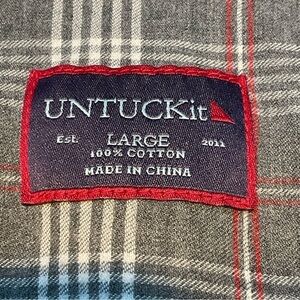 UNTUCKit
Est. LARGE 2011
100% COTTON
MADE IN CHINA